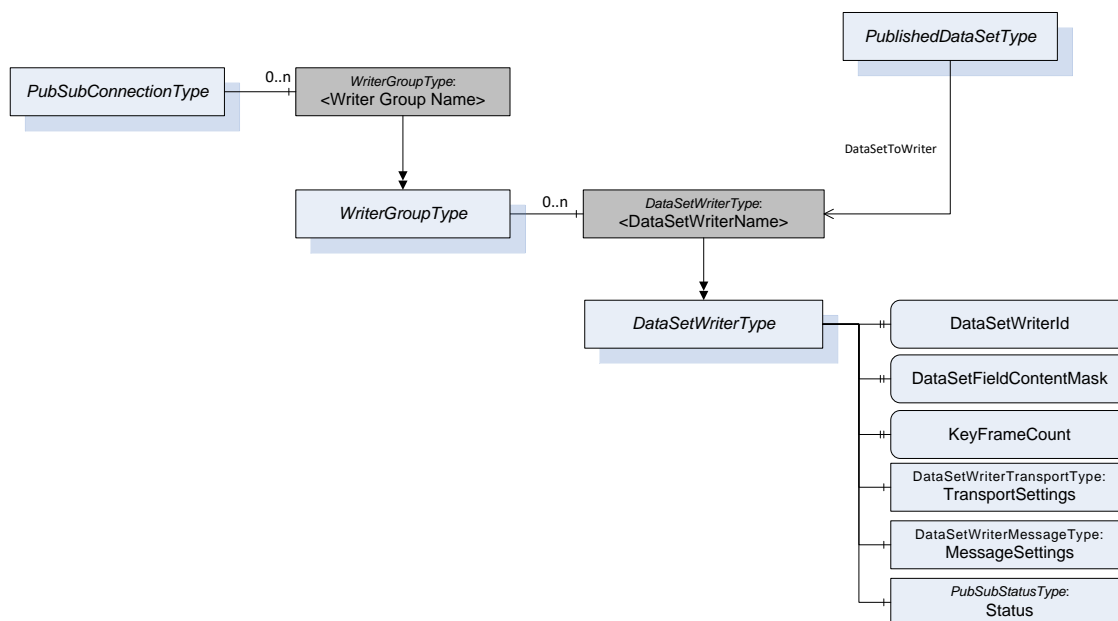 PublishedDataSetType
PubSubConnectionType
0..n
WriterGroupType:
<Writer Group Name>
DataSetToWriter
WriterGroupType
0..n
DataSetWriterType:
<DataSetWriterName>
DataSetWriterType
DataSetWriterId
DataSetFieldContentMask
KeyFrameCount
DataSetWriterTransportType:
TransportSettings
DataSetWriterMessageType:
MessageSettings
PubSubStatusType:
Status